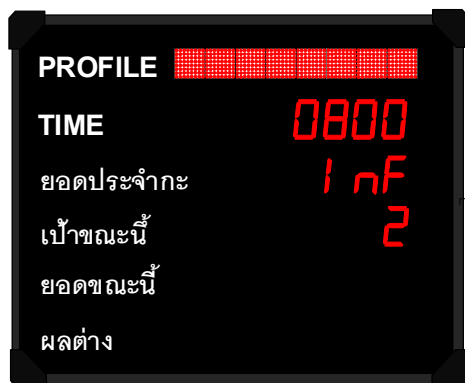 PROFILE
TIME 0800
ยอดประจำกะ 1 nF
เป้าขณะนี้ 2
ยอดขณะนี้
ผลต่าง